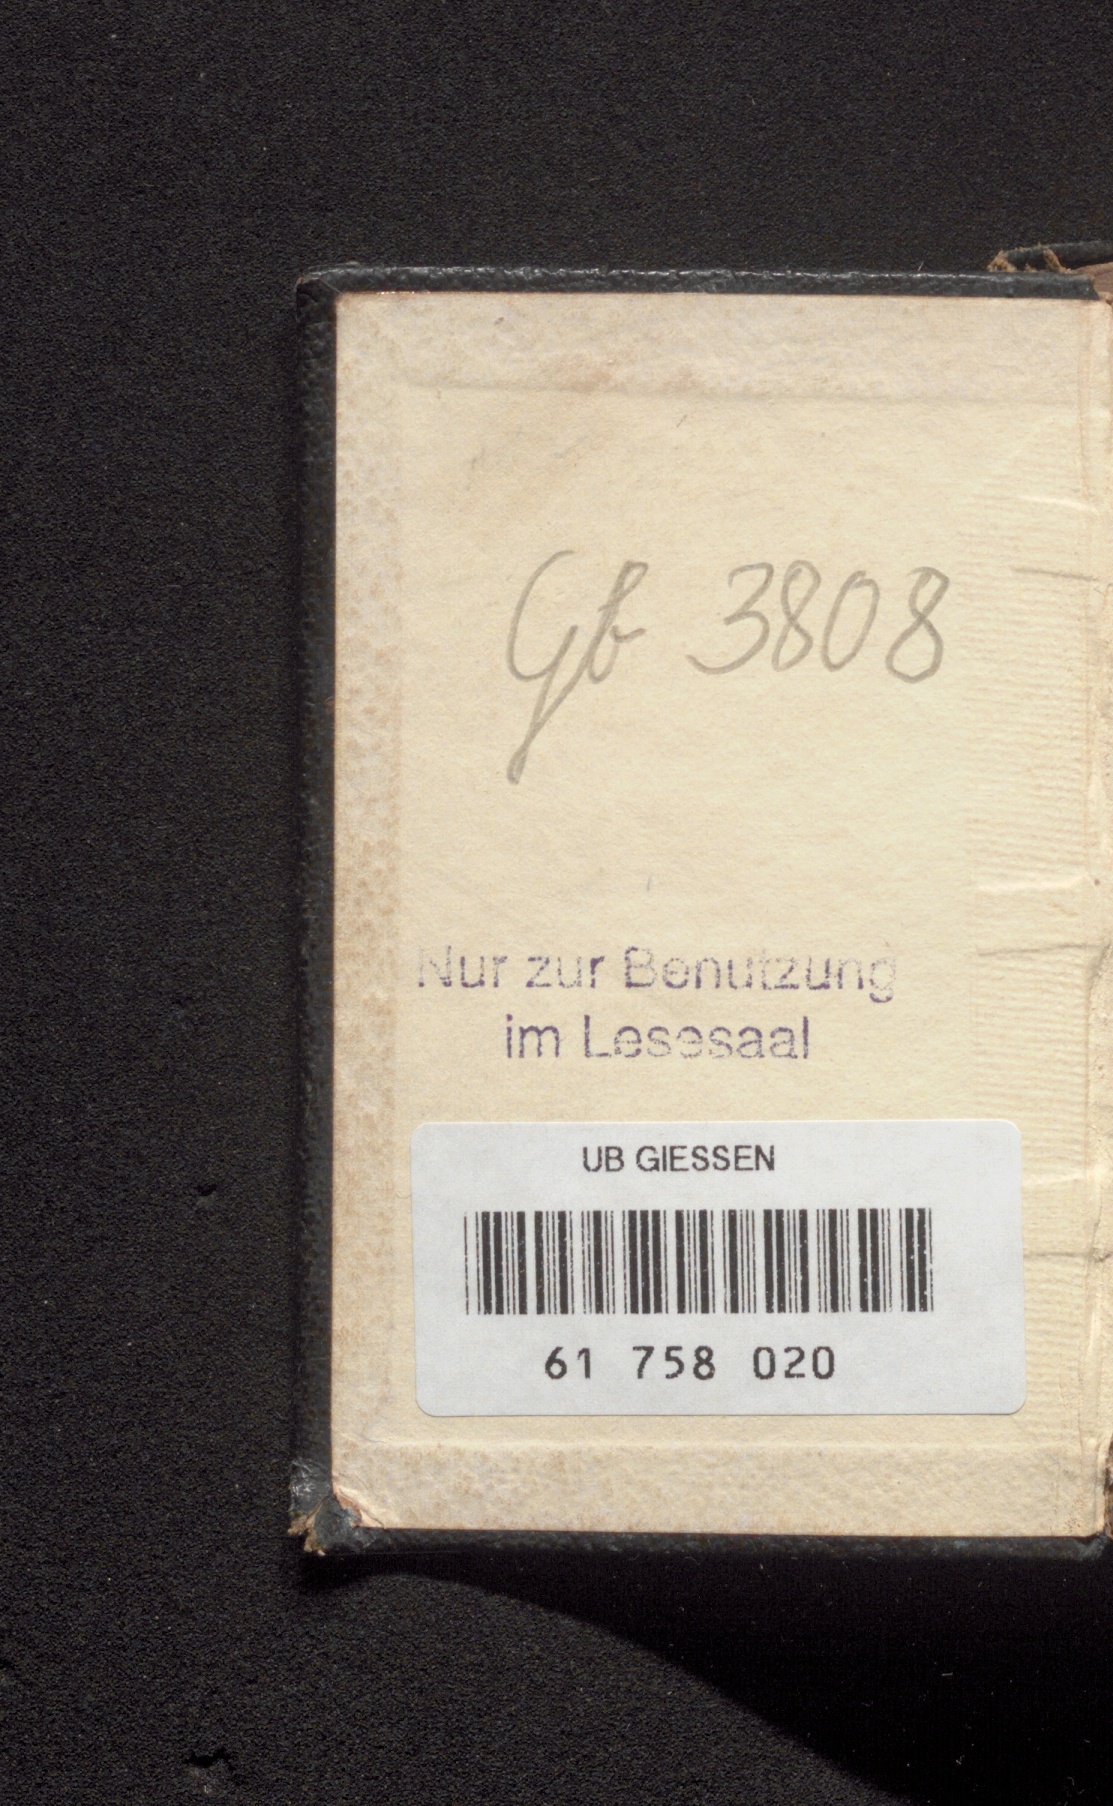 Gb 3808
Nur zur Benutzung
im Lesesaal
UB GIESSEN
61 758 020